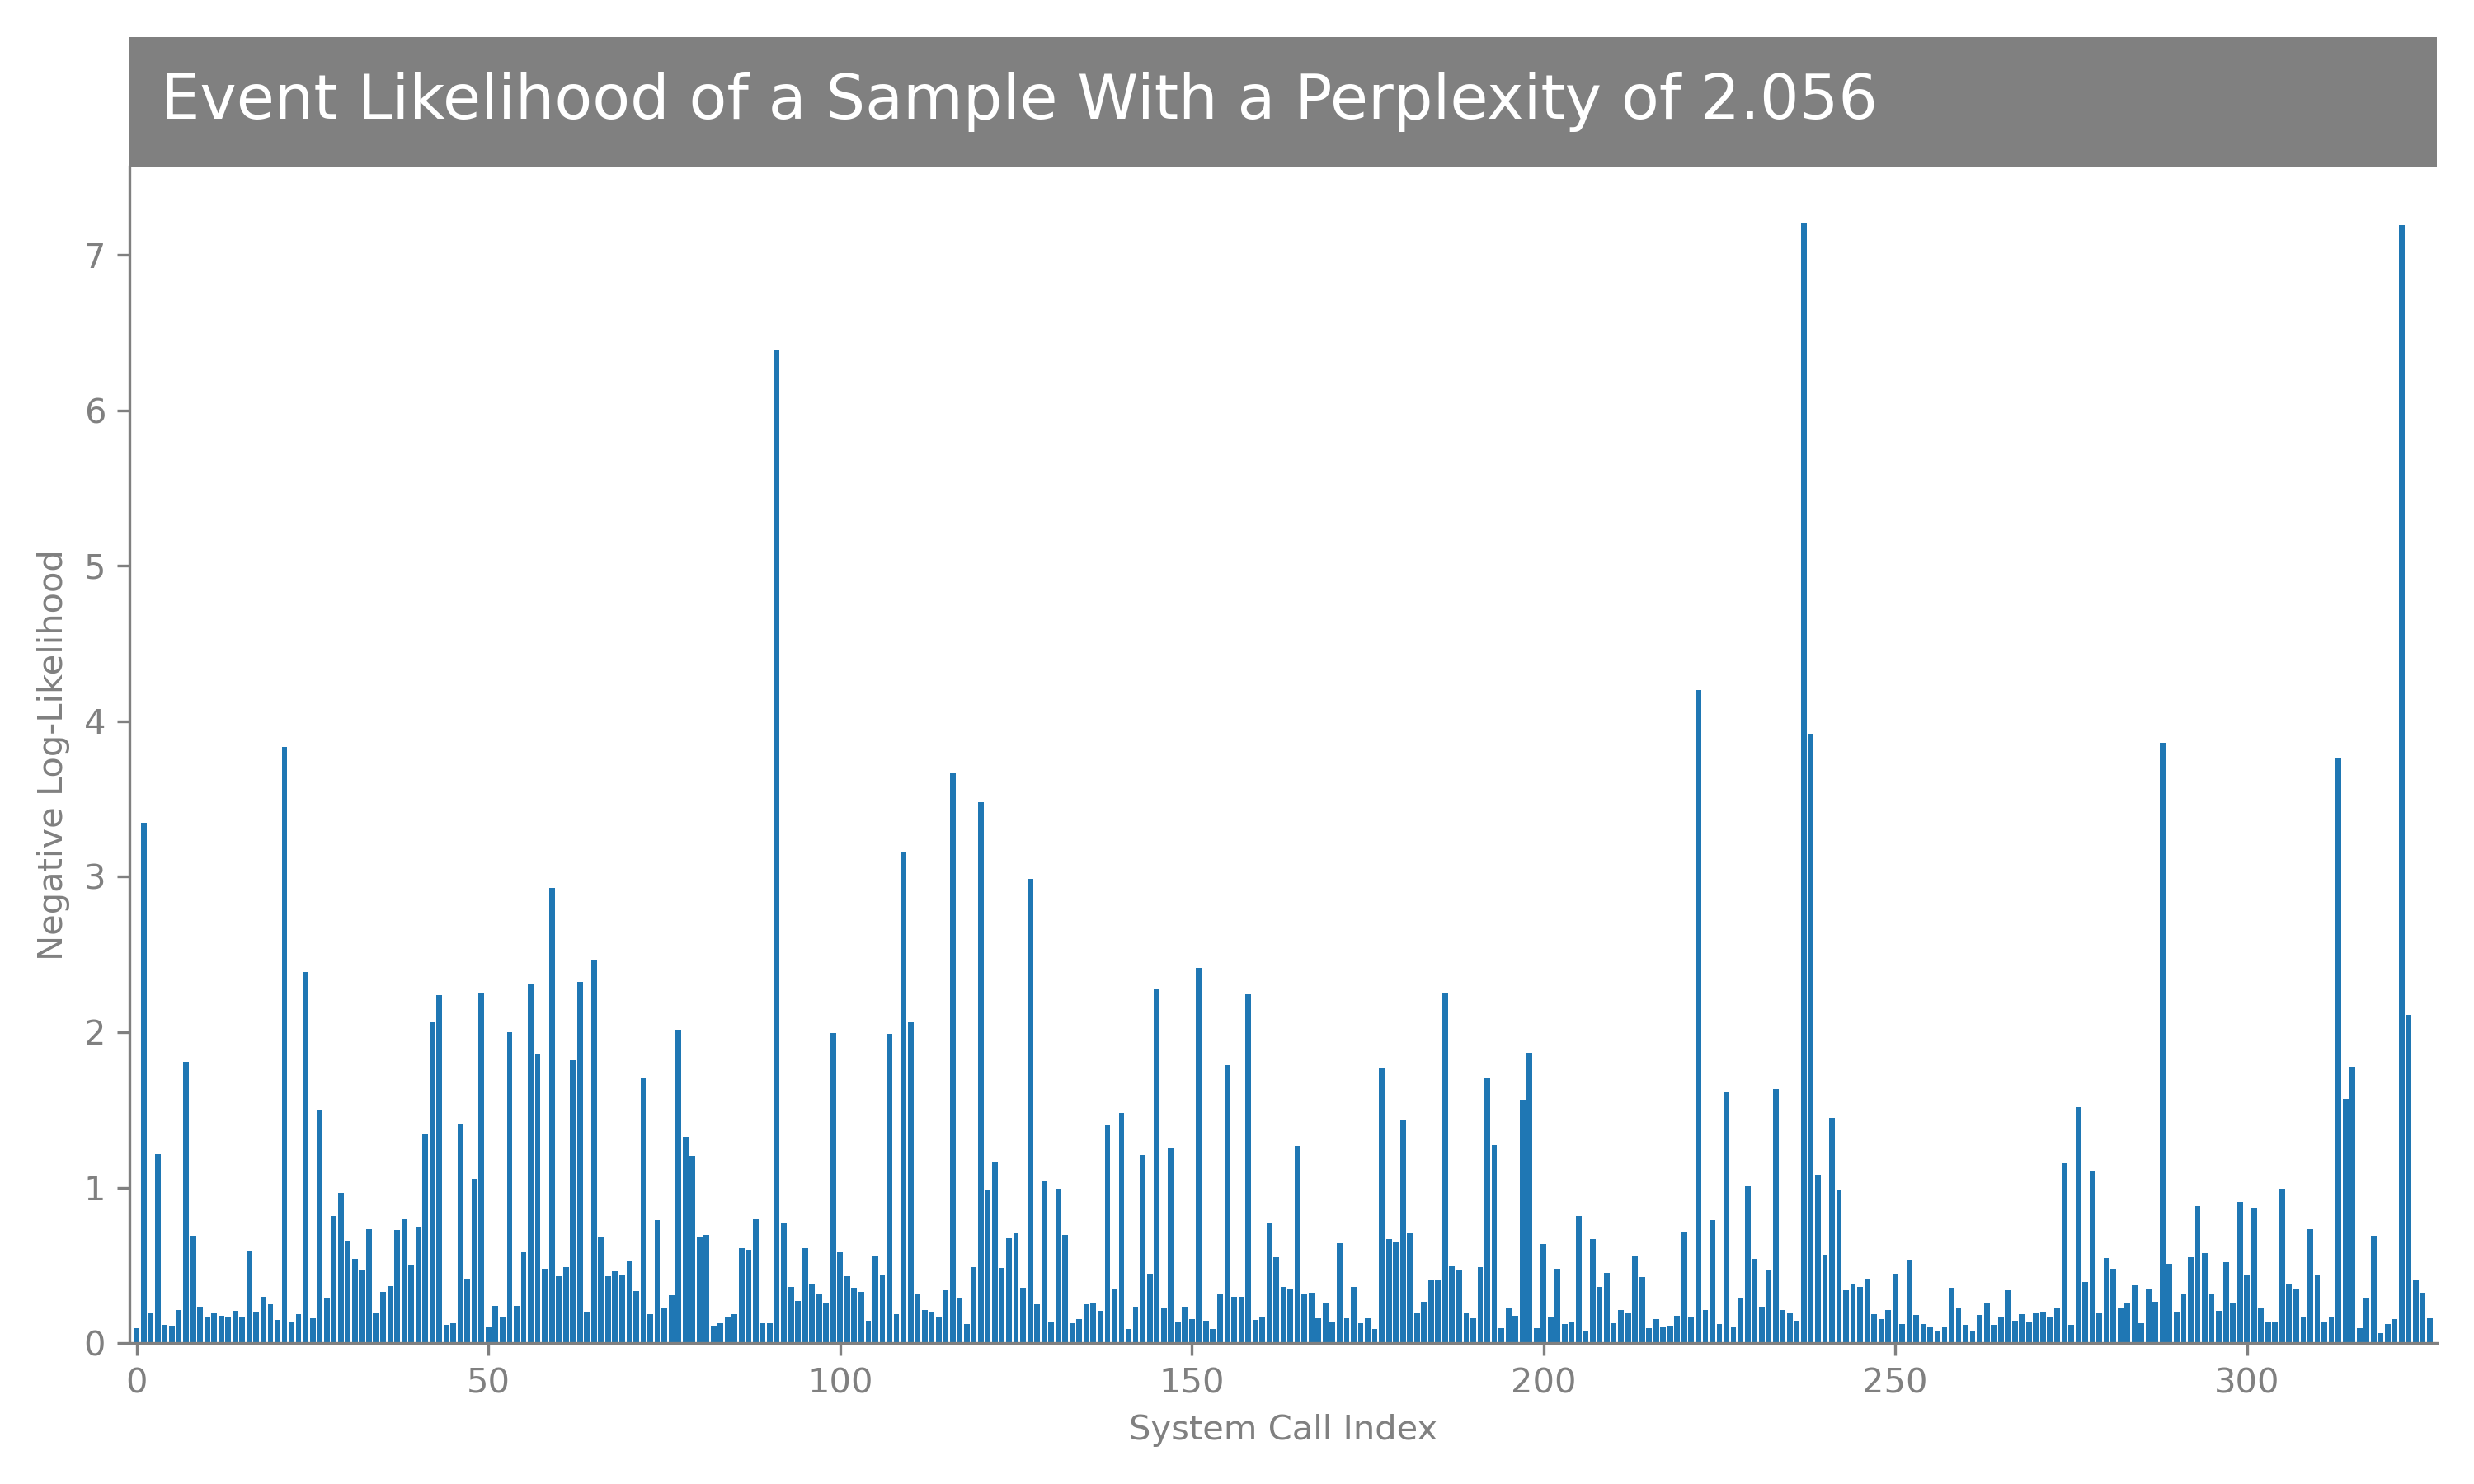 Event Likelihood of a Sample With a Perplexity of 2.056
Negative Log-Likelihood
7
6
5
4
3
2
1
0
0 50 100 150 200 250 300
System Call Index